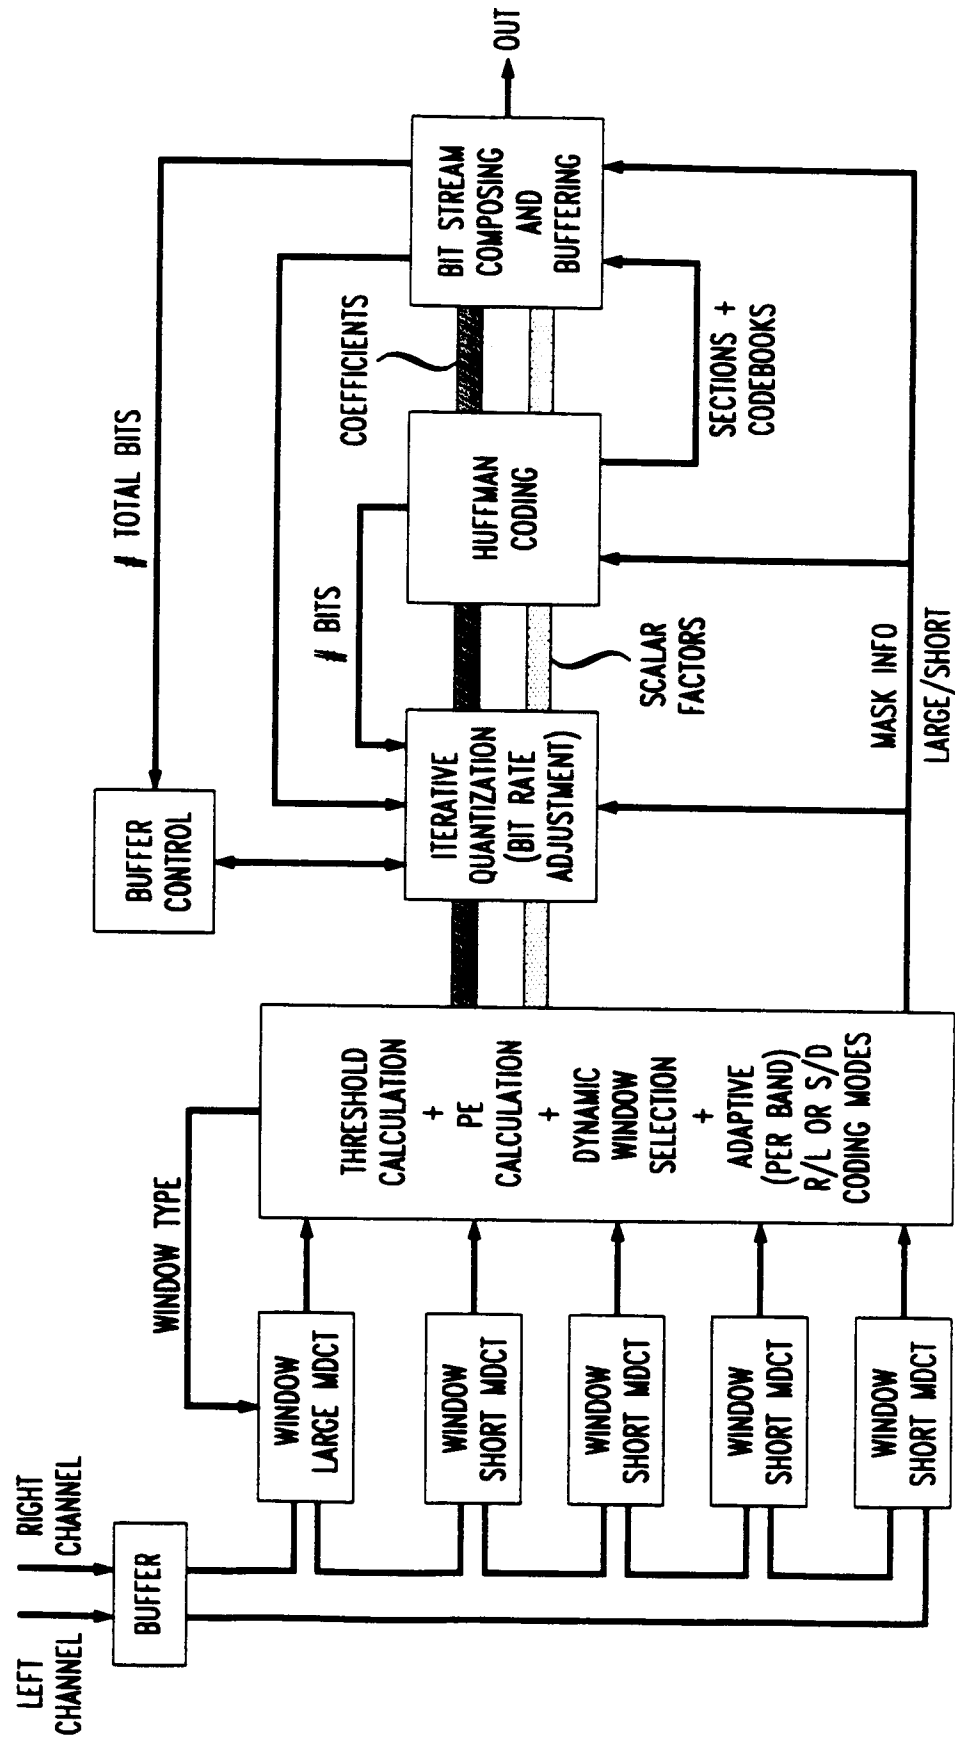 LEFT
CHANNEL
RIGHT
CHANNEL
BUFFER
WINDOW TYPE
WINDOW
LARGE MDCT
WINDOW
SHORT MDCT
WINDOW
SHORT MDCT
WINDOW
SHORT MDCT
WINDOW
SHORT MDCT
THRESHOLD
CALCULATION
+
PE
CALCULATION
+
DYNAMIC
WINDOW
SELECTION
+
ADAPTIVE
(PER BAND)
R/L OR S/D
CODING MODES
BUFFER
CONTROL
# TOTAL BITS
ITERATIVE
QUANTIZATION
(BIT RATE
ADJUSTMENT)
# BITS
SCALAR
FACTORS
MASK INFO
LARGE/SHORT
HUFFMAN
CODING
COEFFICIENTS
SECTIONS +
CODEBOOKS
BIT STREAM
COMPOSING
AND
BUFFERING
OUT